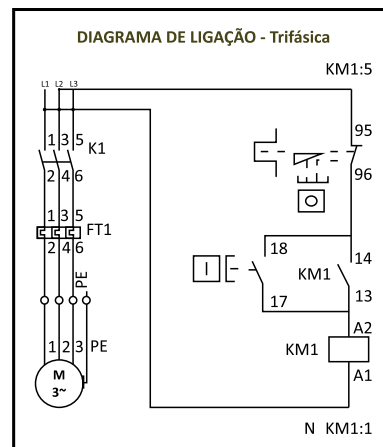 DIAGRAMA DE LIGAÇÃO - Trifásica
KM1:5
L1 L2 L3
1 3 5
K1
2 4 6
95
96
1 3 5
FT1
2 4 6
PE
18
14
KM1
17
13
1 2 3 PE
M
3~
A2
KM1
A1
N KM1:1